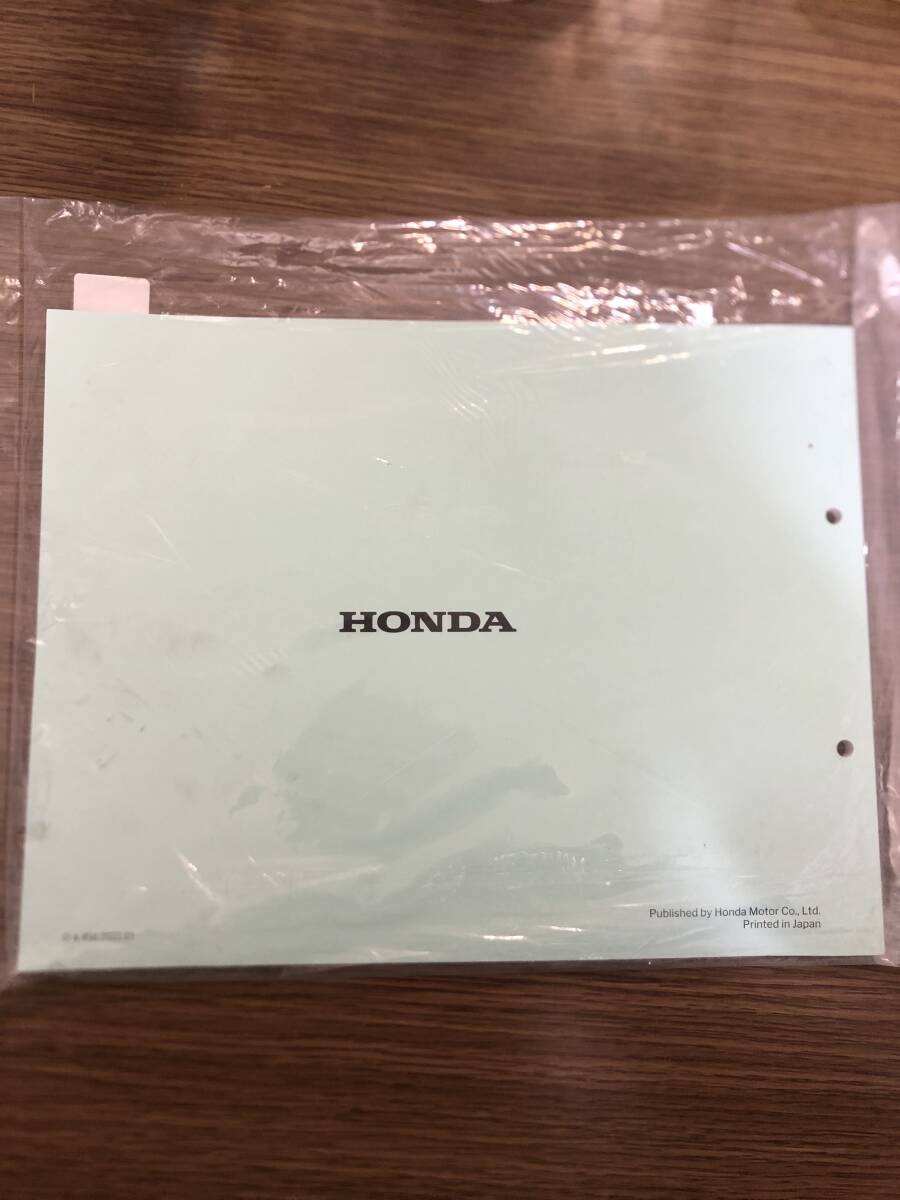 HONDA
Published by Honda Motor Co., Ltd.
Printed in Japan